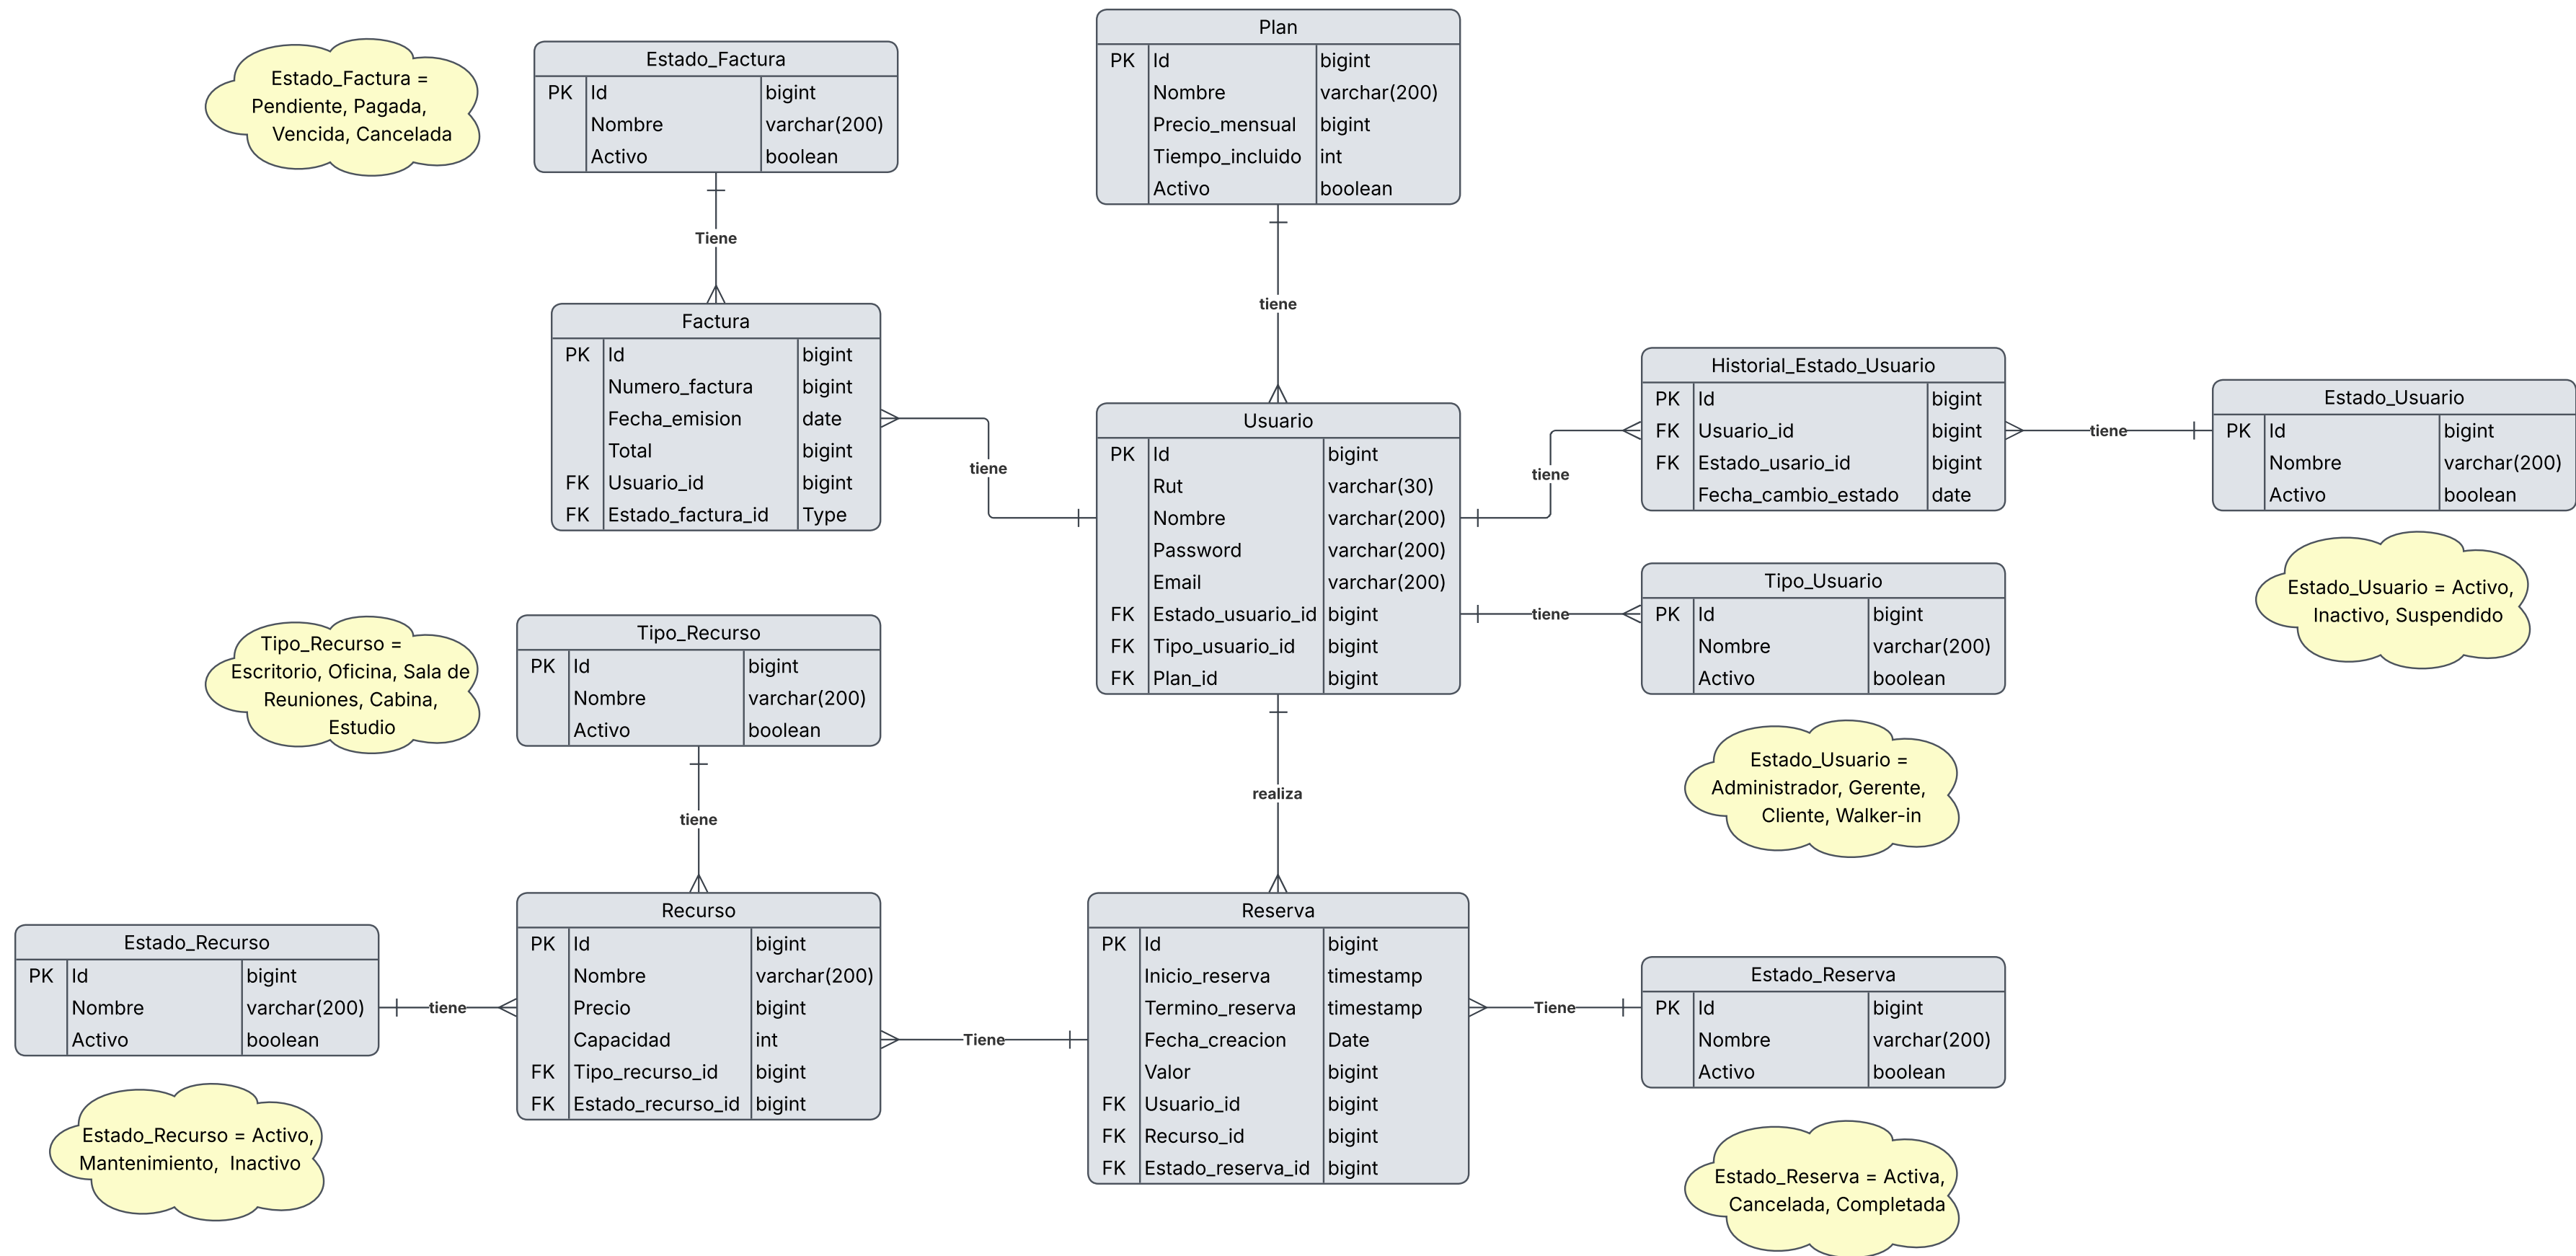 Estado_Factura =
Pendiente, Pagada,
Vencida, Cancelada
Estado_Factura
PK Id bigint
Nombre varchar(200)
Activo boolean
Plan
PK Id bigint
Nombre varchar(200)
Precio_mensual bigint
Tiempo_incluido int
Activo boolean
Tiene
tiene
Factura
PK Id bigint
Numero_factura bigint
Fecha_emision date
Total bigint
FK Usuario_id bigint
FK Estado_factura_id Type
tiene
Usuario
PK Id bigint
Rut varchar(30)
Nombre varchar(200)
Password varchar(200)
Email varchar(200)
FK Estado_usuario_id bigint
FK Tipo_usuario_id bigint
FK Plan_id bigint
tiene
Historial_Estado_Usuario
PK Id bigint
FK Usuario_id bigint
FK Estado_usario_id bigint
Fecha_cambio_estado date
tiene
Estado_Usuario
PK Id bigint
Nombre varchar(200)
Activo boolean
Estado_Usuario = Activo,
Inactivo, Suspendido
tiene
Tipo_Usuario
PK Id bigint
Nombre varchar(200)
Activo boolean
Estado_Usuario =
Administrador, Gerente,
Cliente, Walker-in
Tipo_Recurso =
Escritorio, Oficina, Sala de
Reuniones, Cabina,
Estudio
Tipo_Recurso
PK Id bigint
Nombre varchar(200)
Activo boolean
tiene
realiza
Estado_Recurso
PK Id bigint
Nombre varchar(200)
Activo boolean
tiene
Estado_Recurso = Activo,
Mantenimiento, Inactivo
Recurso
PK Id bigint
Nombre varchar(200)
Precio bigint
Capacidad int
FK Tipo_recurso_id bigint
FK Estado_recurso_id bigint
Tiene
Reserva
PK Id bigint
Inicio_reserva timestamp
Termino_reserva timestamp
Fecha_creacion Date
Valor bigint
FK Usuario_id bigint
FK Recurso_id bigint
FK Estado_reserva_id bigint
Tiene
Estado_Reserva
PK Id bigint
Nombre varchar(200)
Activo boolean
Estado_Reserva = Activa,
Cancelada, Completada